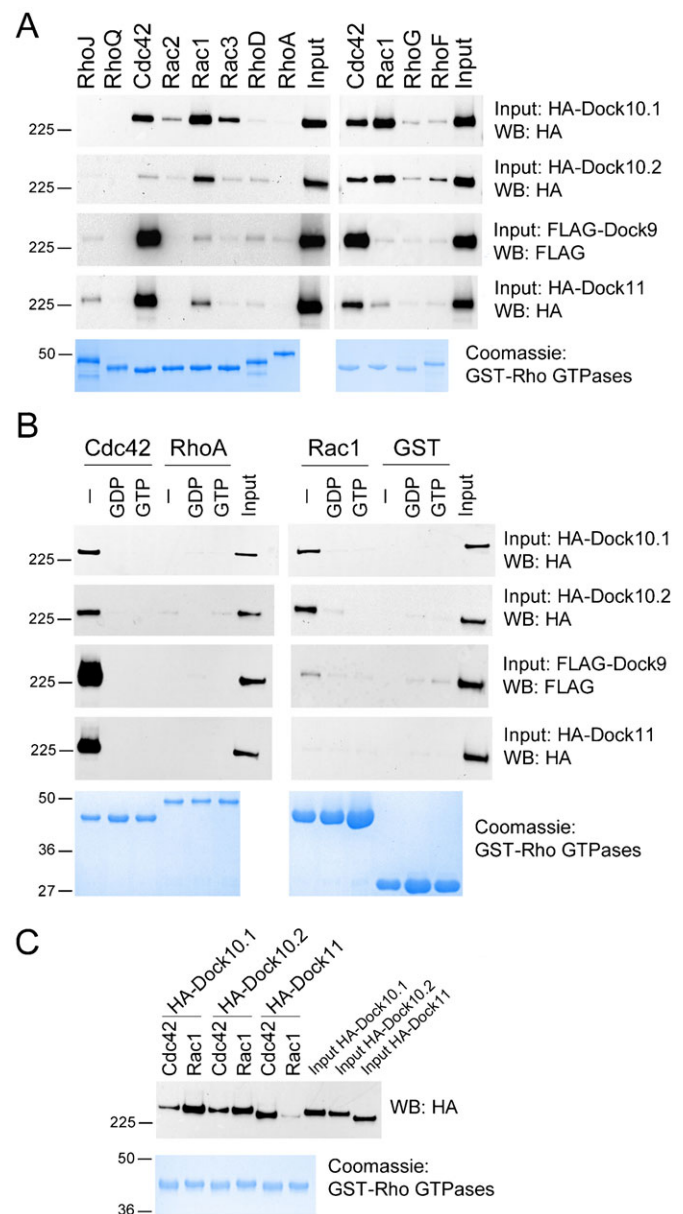 A
RhoJ RhoQ Cdc42 Rac2 Rac1 Rac3 RhoD RhoA Input Cdc42 Rac1 RhoG RhoF Input
225 Input: HA-Dock10.1
WB: HA
225 Input: HA-Dock10.2
WB: HA
225 Input: FLAG-Dock9
WB: FLAG
225 Input: HA-Dock11
WB: HA
50 Coomassie:
GST-Rho GTPases
B
Cdc42 RhoA Rac1 GST
– GDP GTP – GDP GTP Input – GDP GTP – GDP GTP Input
225 Input: HA-Dock10.1
WB: HA
225 Input: HA-Dock10.2
WB: HA
225 Input: FLAG-Dock9
WB: FLAG
225 Input: HA-Dock11
WB: HA
50
36 Coomassie:
GST-Rho GTPases
27
C
HA-Dock10.1 HA-Dock10.2 HA-Dock11
Cdc42 Rac1 Cdc42 Rac1 Cdc42 Rac1 Input HA-Dock10.1 Input HA-Dock10.2 Input HA-Dock11
225 WB: HA
50 Coomassie:
GST-Rho GTPases
36